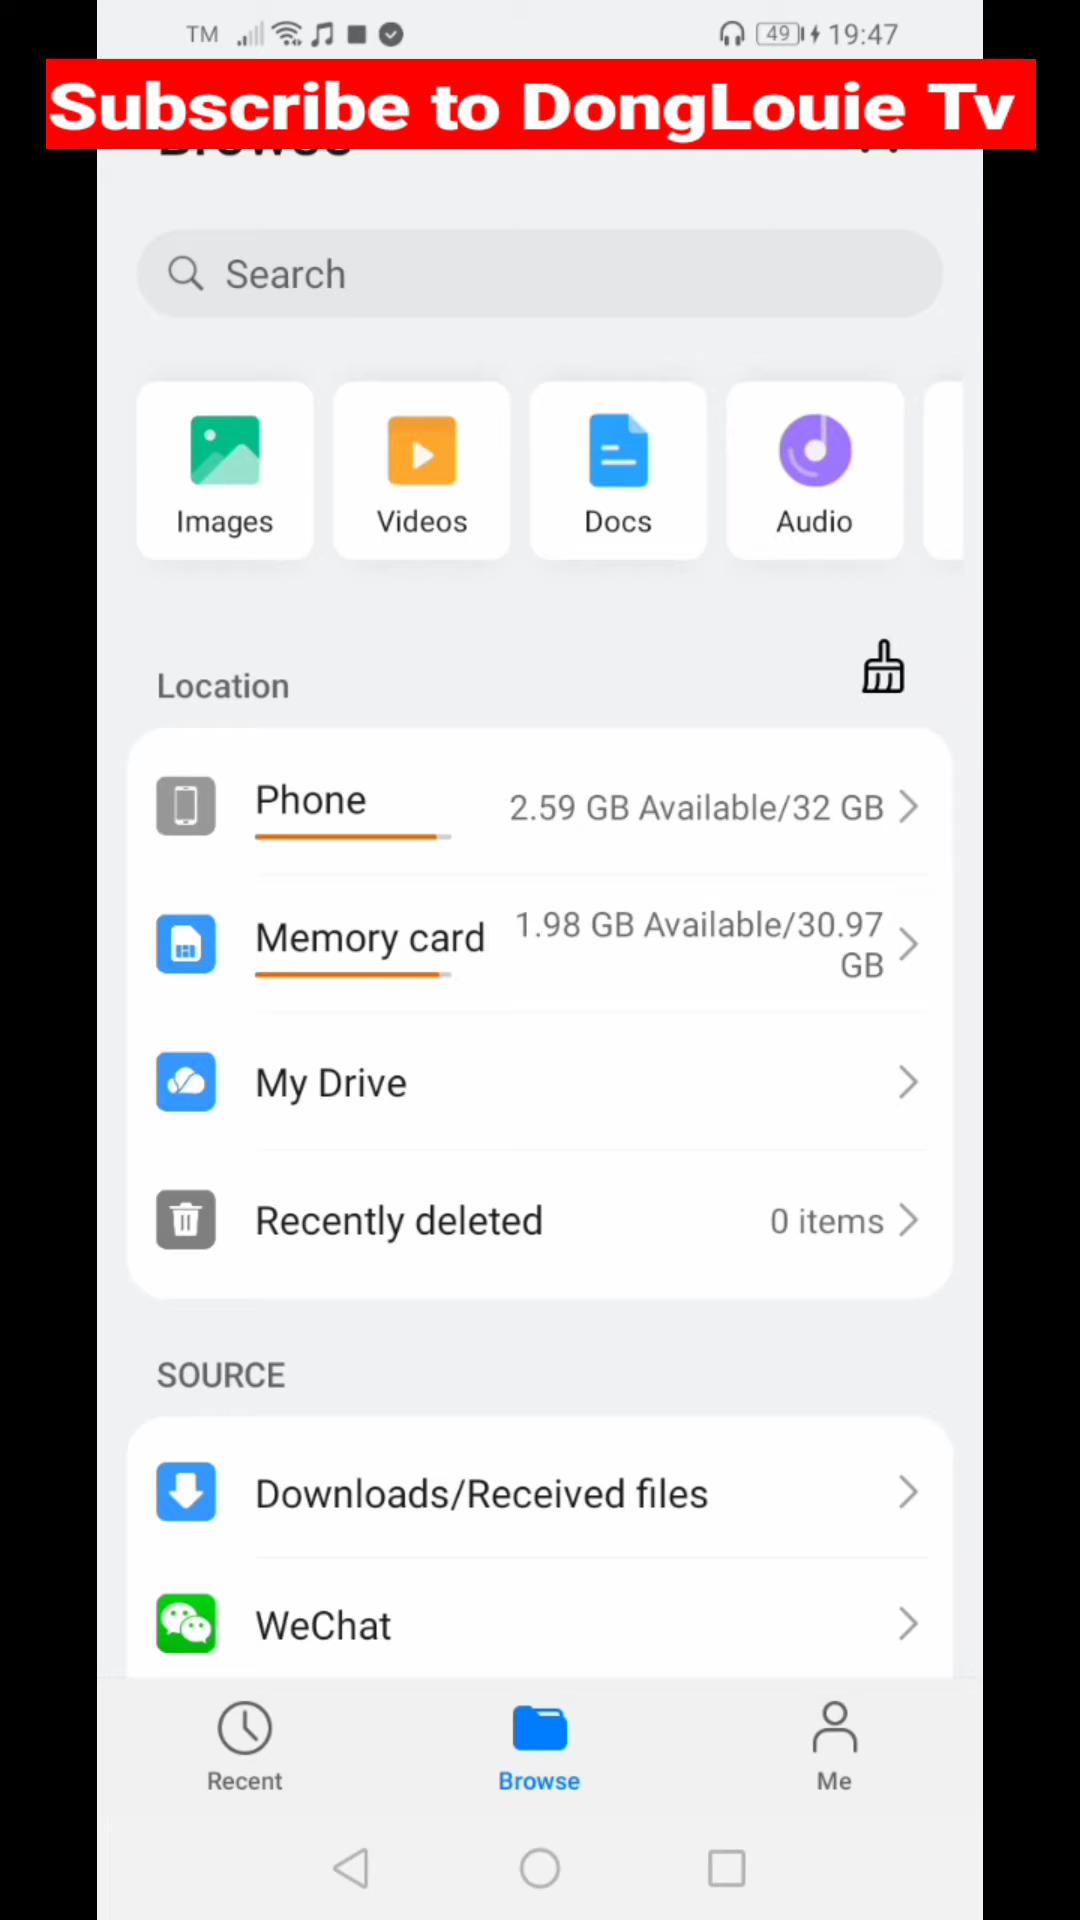 TM 49 19:47
Subscribe to DongLouie Tv
Search
Images Videos Docs Audio
Location
Phone 2.59 GB Available/32 GB
Memory card 1.98 GB Available/30.97
GB
My Drive
Recently deleted 0 items
SOURCE
Downloads/Received files
WeChat
Recent Browse Me